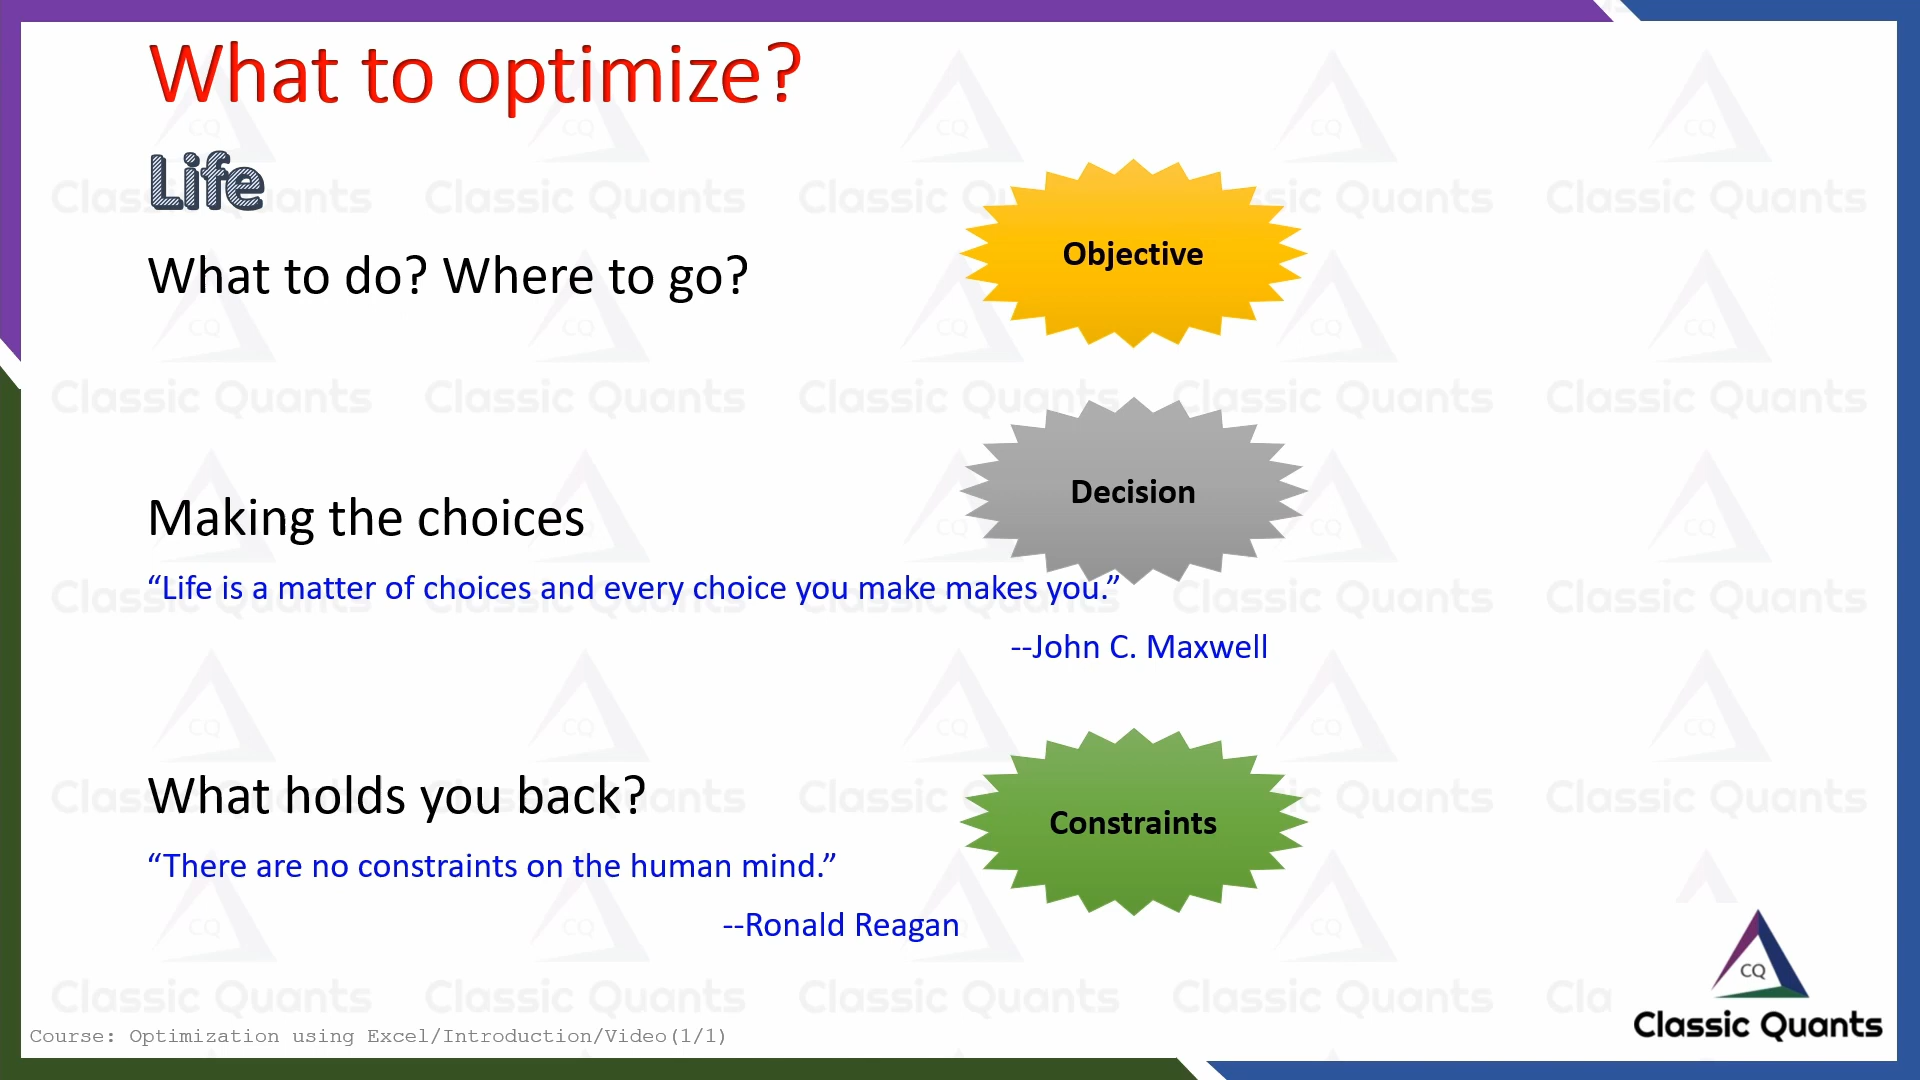 What to optimize?
Life
What to do? Where to go?
Objective
Making the choices
Decision
“Life is a matter of choices and every choice you make makes you.”
--John C. Maxwell
What holds you back?
Constraints
“There are no constraints on the human mind.”
--Ronald Reagan
CQ
Classic Quants
Course: Optimization using Excel/Introduction/Video(1/1)